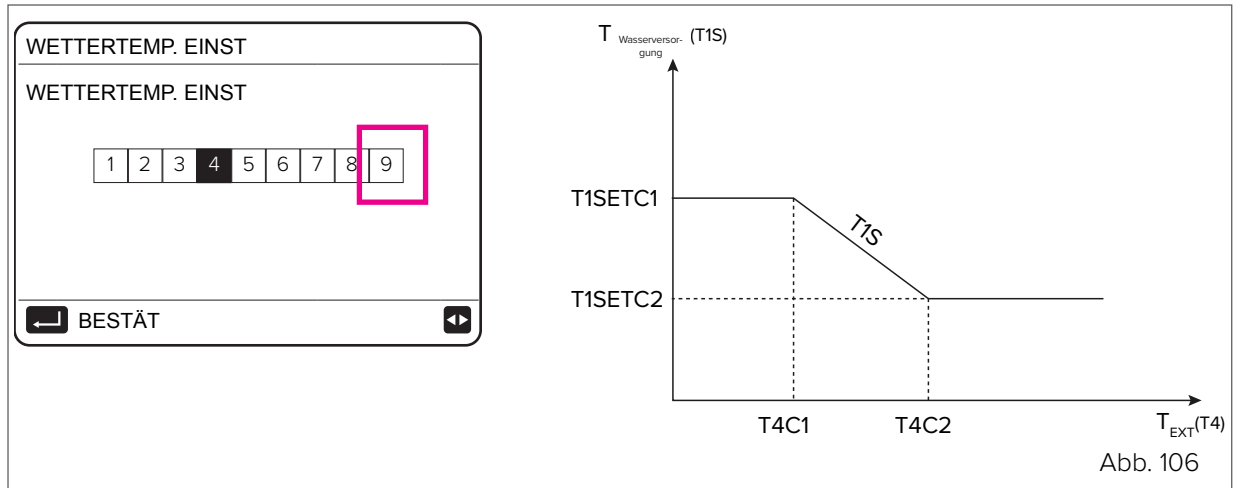 WETTERTEMP. EINST
WETTERTEMP. EINST
1 2 3 4 5 6 7 8 9
BESTÄT
T Wasserversor- (T1S)
gung
T1SETC1
T1S
T1SETC2
T4C1 T4C2 TEXT(T4)
Abb. 106